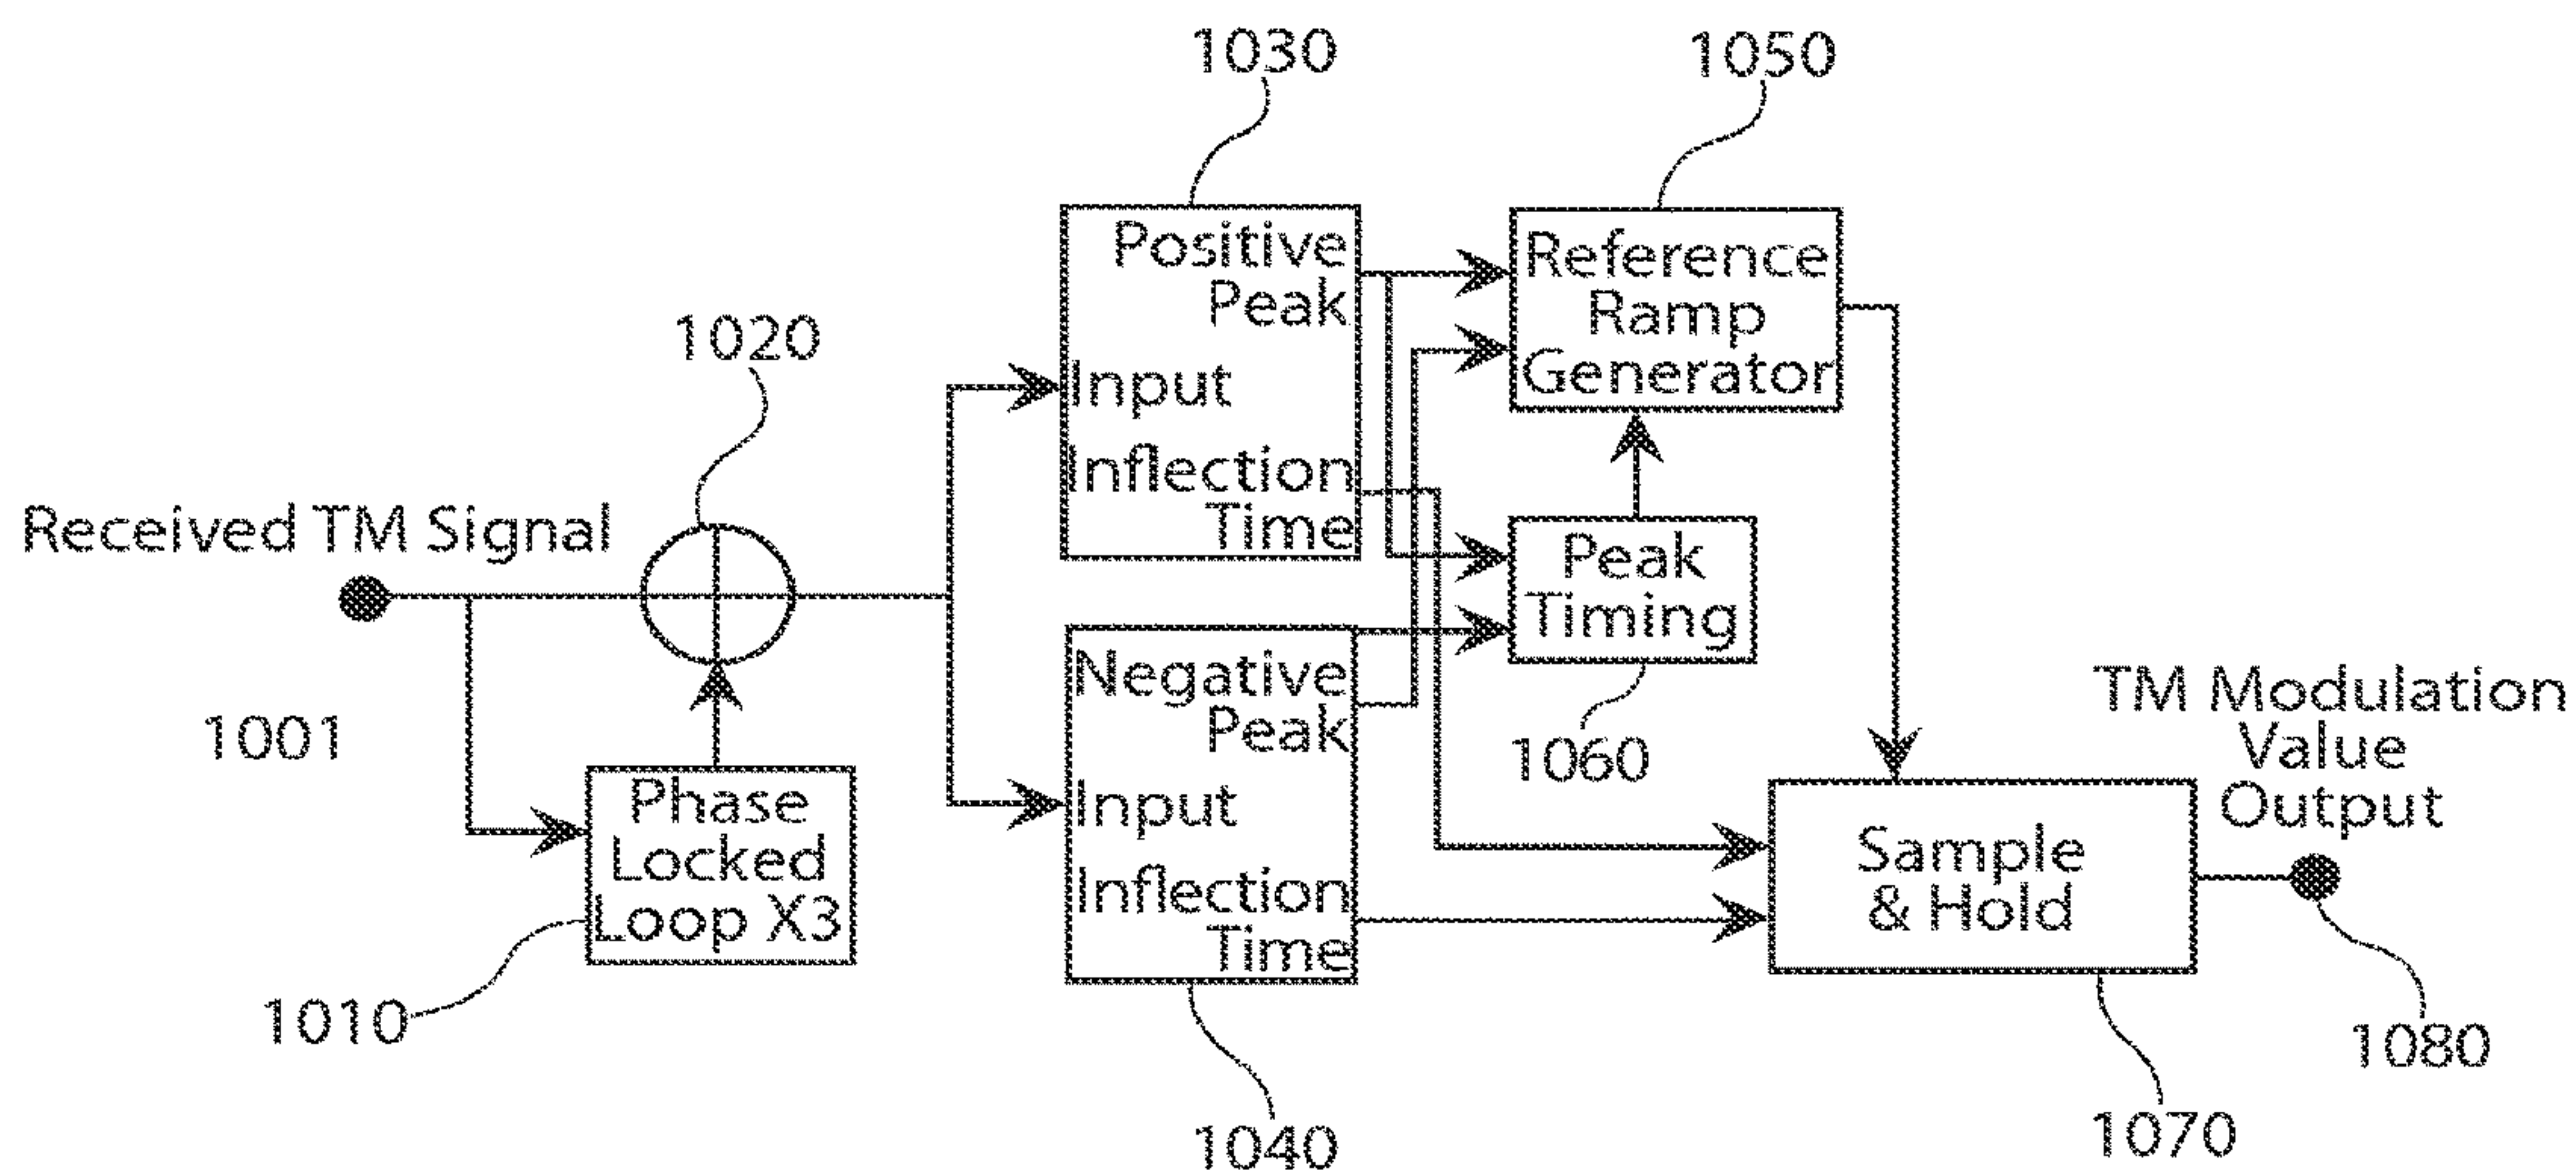 1030
1050
1020
Positive
Peak
Input
Inflection
Time
Reference
Ramp
Generator
Received TM Signal
Peak
Timing
1060
1001
Phase
Locked
Loop X3
1010
Negative
Peak
Input
Inflection
Time
1040
TM Modulation
Value
Output
Sample
& Hold
1080
1070